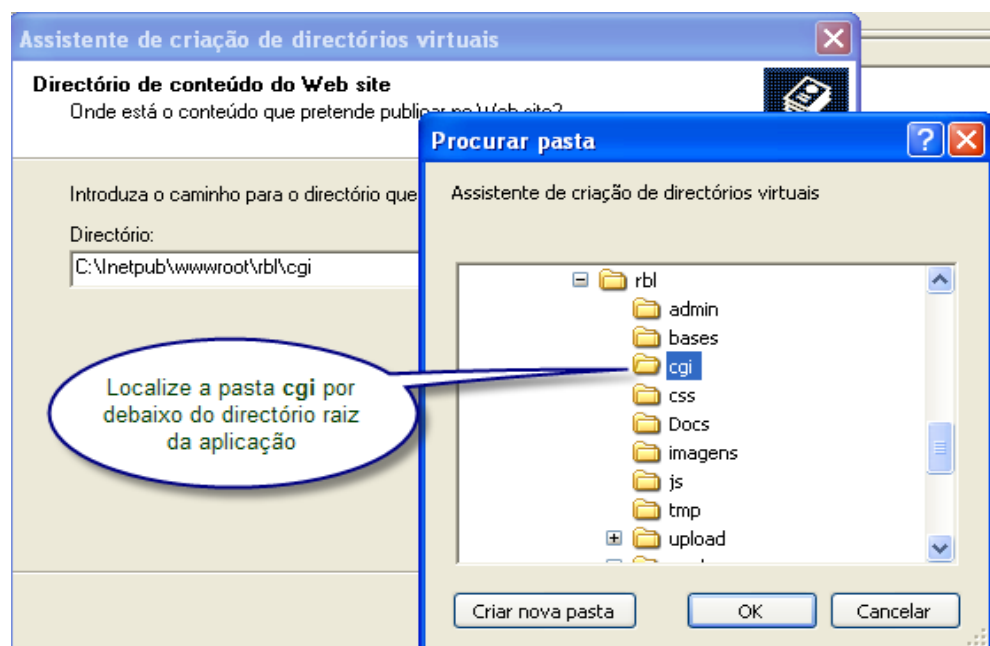 Assistente de criação de directórios virtuais
Directório de conteúdo do Web site
Onde está o conteúdo que pretende publicar no Web site?
Introduza o caminho para o directório que
Directório:
C:\Inetpub\wwwroot\rbl\cgi
Localize a pasta cgi por
debaixo do directório raiz
da aplicação
Procurar pasta
Assistente de criação de directórios virtuais
rbl
admin
bases
cgi
css
Docs
imagens
js
tmp
upload
Criar nova pasta
OK
Cancelar